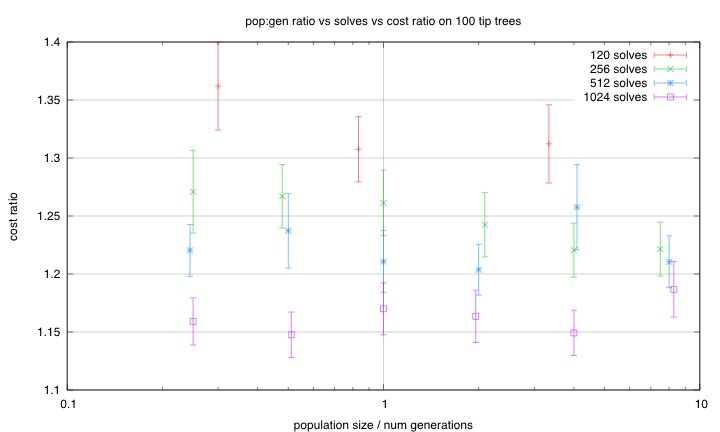 pop:gen ratio vs solves vs cost ratio on 100 tip trees
1.4
1.35
1.3
1.25
1.2
1.15
1.1
cost ratio
120 solves
256 solves
512 solves
1024 solves
0.1
1
10
population size / num generations